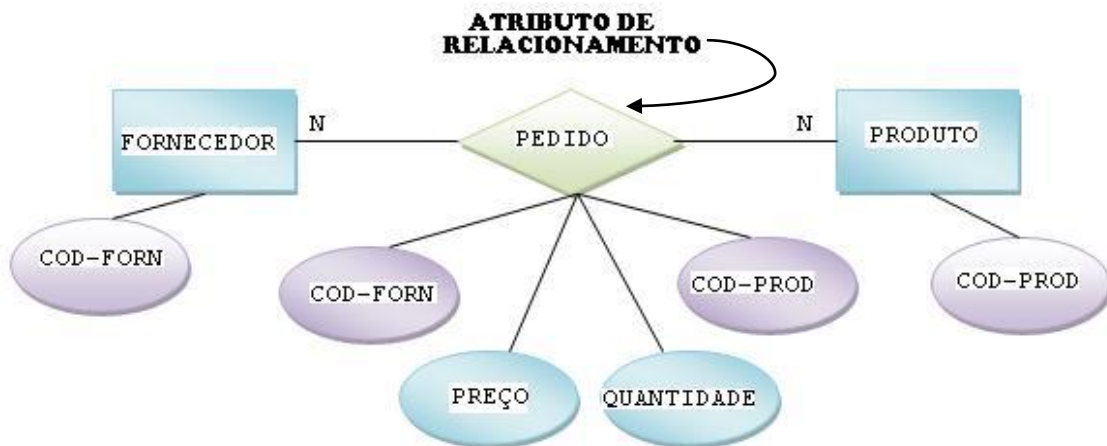 ATRIBUTO DE
RELACIONAMENTO
FORNECEDOR
N
PEDIDO
N
PRODUTO
COD-FORN
COD-FORN
COD-PROD
COD-PROD
PREÇO
QUANTIDADE